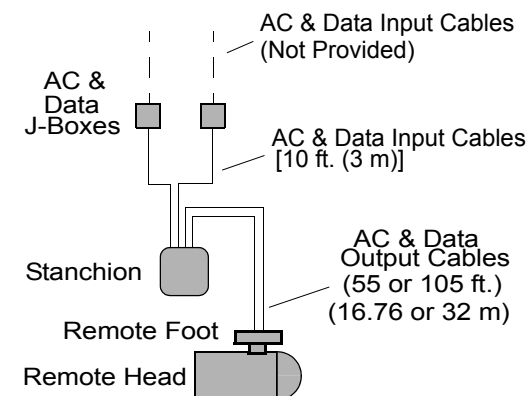 AC & Data Input Cables
(Not Provided)
AC &
Data
J-Boxes
AC & Data Input Cables
[10 ft. (3 m)]
Stanchion
AC & Data
Output Cables
(55 or 105 ft.)
(16.76 or 32 m)
Remote Foot
Remote Head